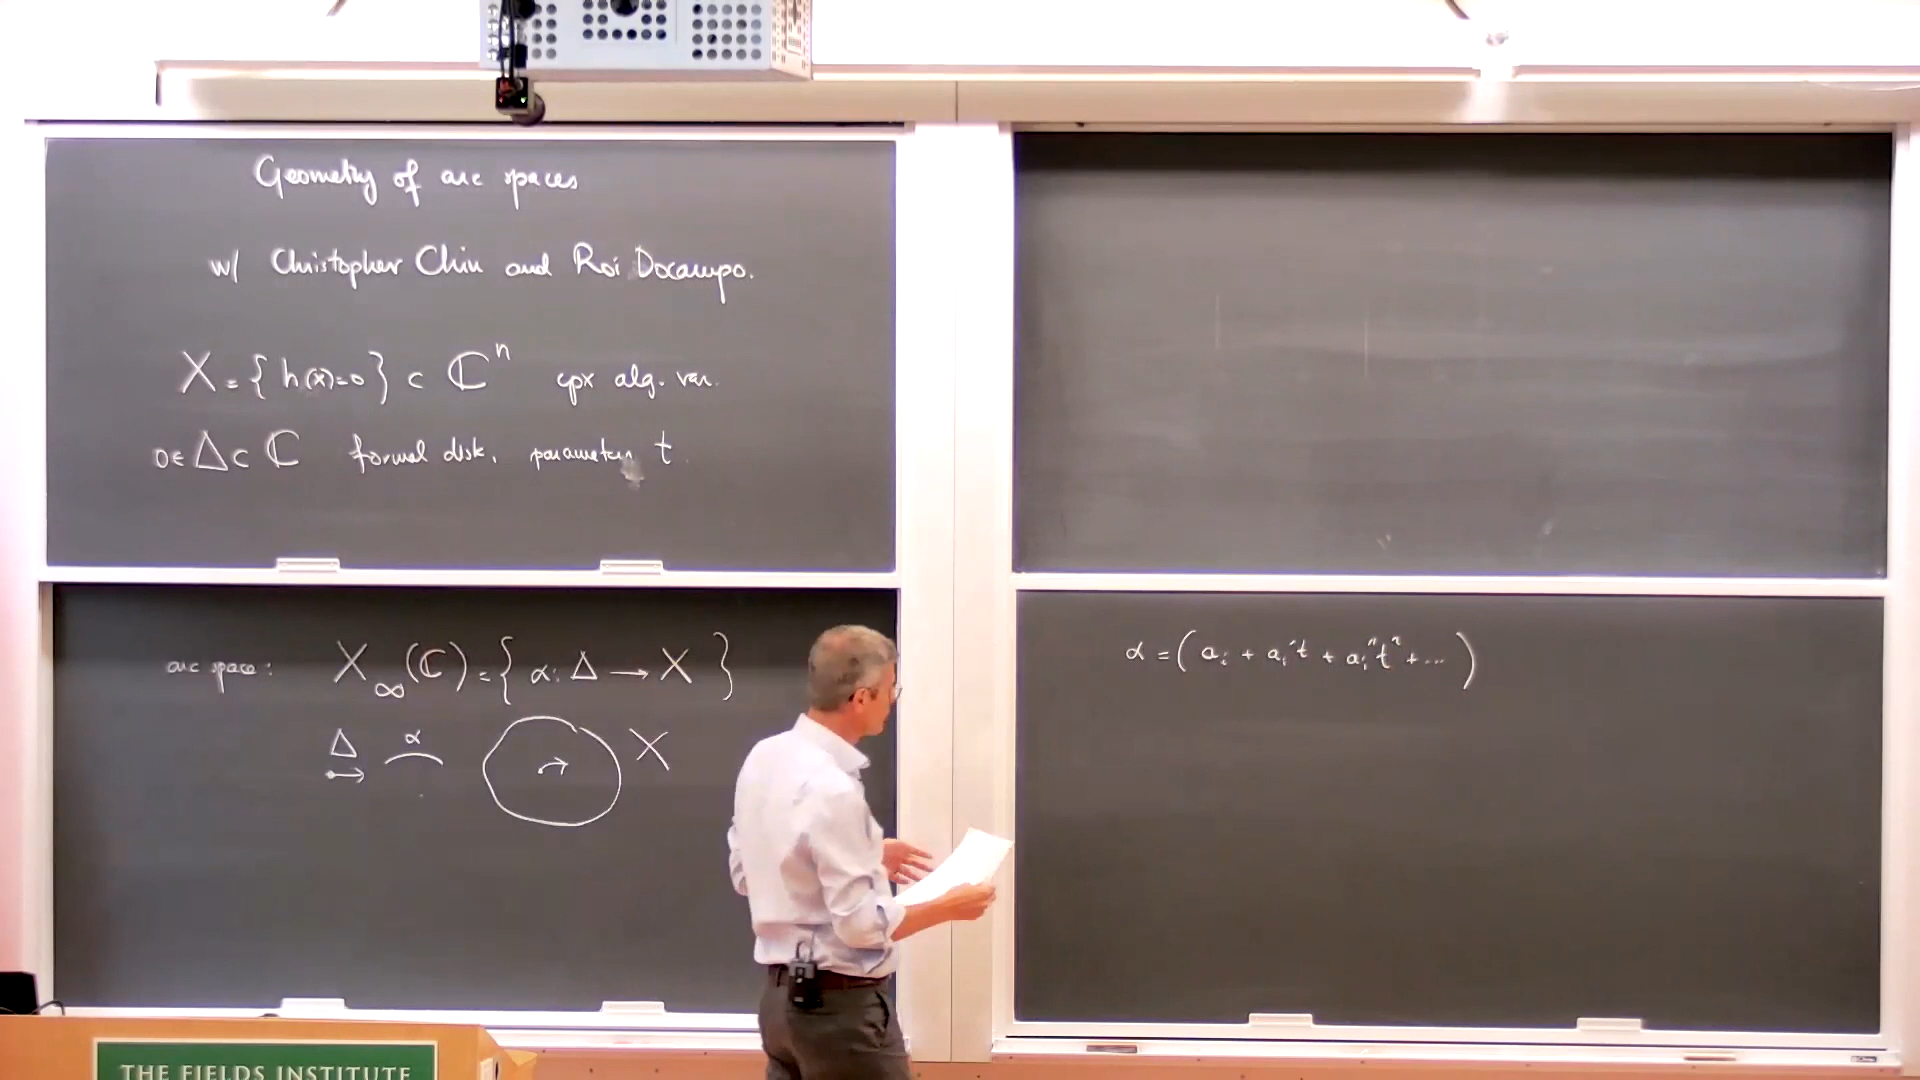 Geometry of arc spaces
w/ Christopher Chiu and Roi Docampo.
X = { h(x)=0 } ⊂ ℂⁿ cpx alg. var.
0 ∈ Δ ⊂ ℂ formal disk, parameter t
arc space: X_∞(ℂ) = { α: Δ → X }
Δ α X
α = ( aᵢ + aᵢ′t + aᵢ″t² + ... )
THE FIELDS INSTITUTE